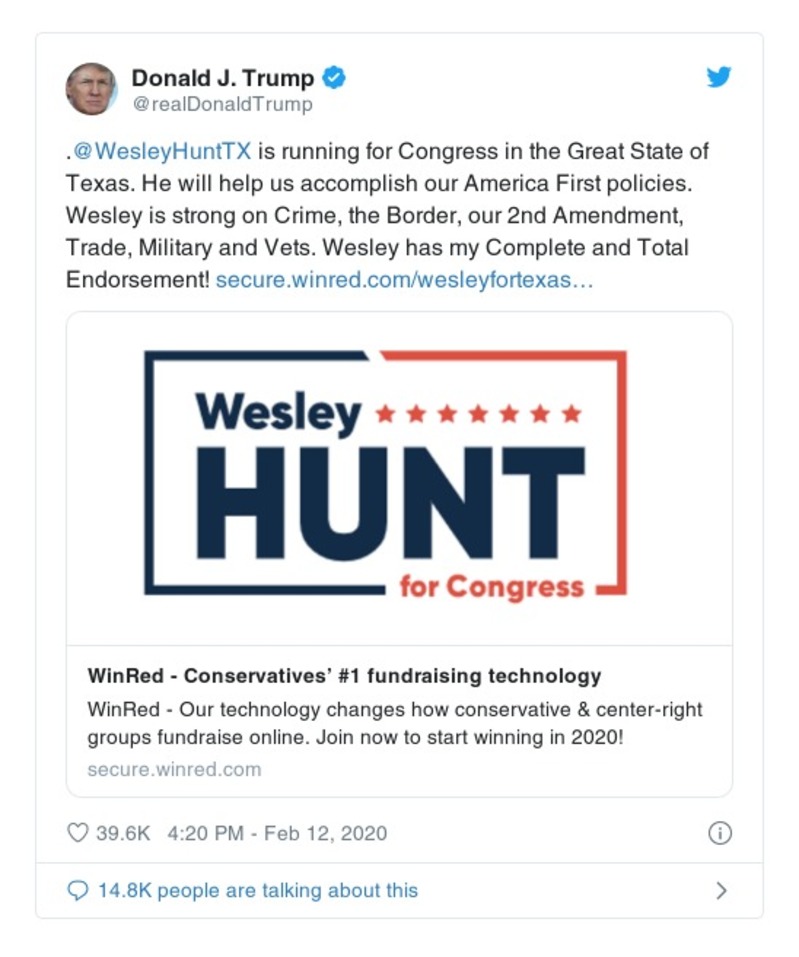 Donald J. Trump
@realDonaldTrump
.@WesleyHuntTX is running for Congress in the Great State of
Texas. He will help us accomplish our America First policies.
Wesley is strong on Crime, the Border, our 2nd Amendment,
Trade, Military and Vets. Wesley has my Complete and Total
Endorsement! secure.winred.com/wesleyfortexas…
Wesley
HUNT
for Congress
WinRed - Conservatives’ #1 fundraising technology
WinRed - Our technology changes how conservative & center-right
groups fundraise online. Join now to start winning in 2020!
secure.winred.com
39.6K 4:20 PM - Feb 12, 2020
14.8K people are talking about this